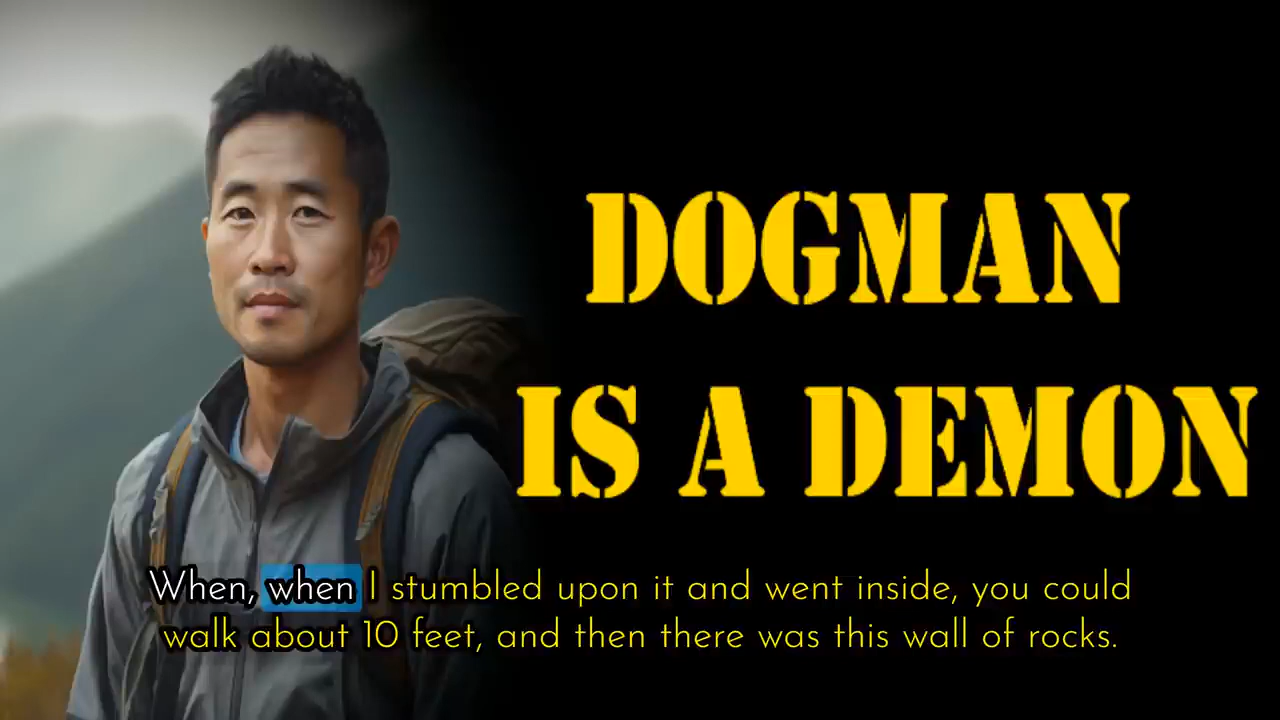 DOGMAN
IS A DEMON
When, when I stumbled upon it and went inside, you could
walk about 10 feet, and then there was this wall of rocks.